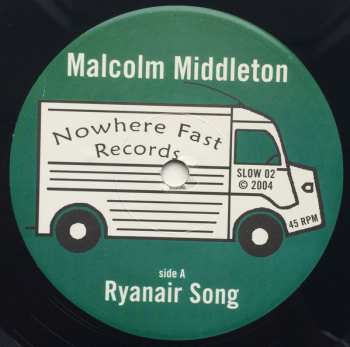 Malcolm Middleton
Nowhere Fast
Records
SLOW 02
© 2004
45 RPM
side A
Ryanair Song